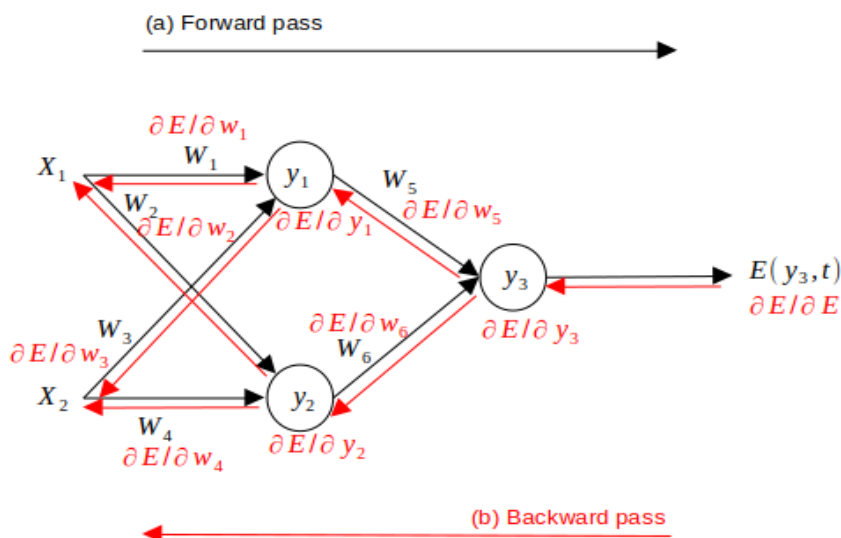 (a) Forward pass
∂E/∂w₁
X₁
W₁
y₁
W₂
∂E/∂w₂
∂E/∂y₁
W₅
∂E/∂w₅
y₃
E(y₃,t)
∂E/∂E
∂E/∂y₃
W₃
∂E/∂w₃
∂E/∂w₆
W₆
X₂
W₄
∂E/∂w₄
y₂
∂E/∂y₂
(b) Backward pass